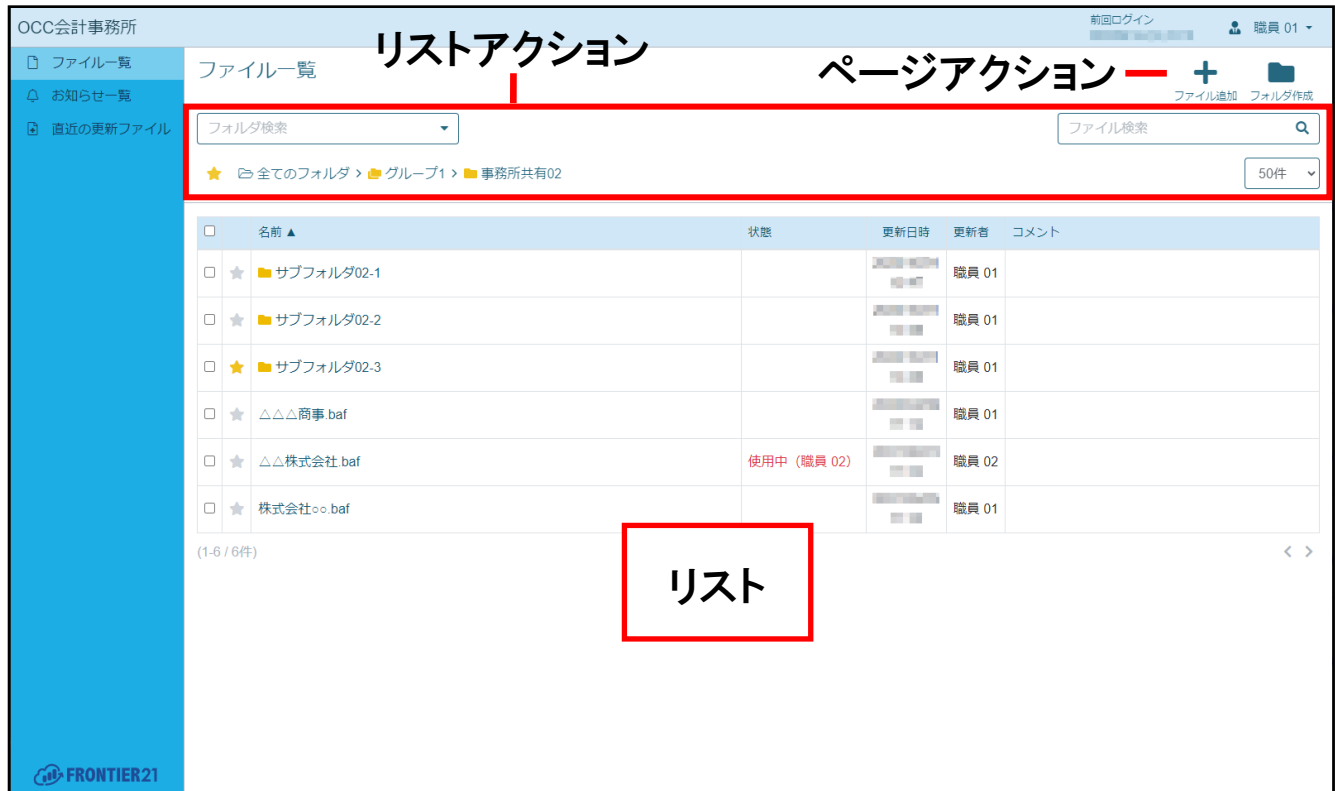 OCC会計事務所
前回ログイン
職員 01
ファイル一覧
お知らせ一覧
直近の更新ファイル
ファイル一覧
リストアクション
ページアクション
ファイル追加 フォルダ作成
フォルダ検索
ファイル検索
全てのフォルダ > グループ1 > 事務所共有02
50件
名前▲ 状態 更新日時 更新者 コメント
サブフォルダ02-1 職員 01
サブフォルダ02-2 職員 01
サブフォルダ02-3 職員 01
△△△商事.baf 職員 01
△△株式会社.baf 使用中（職員 02） 職員 02
株式会社○○.baf 職員 01
(1-6 / 6件)
リスト
FRONTIER21